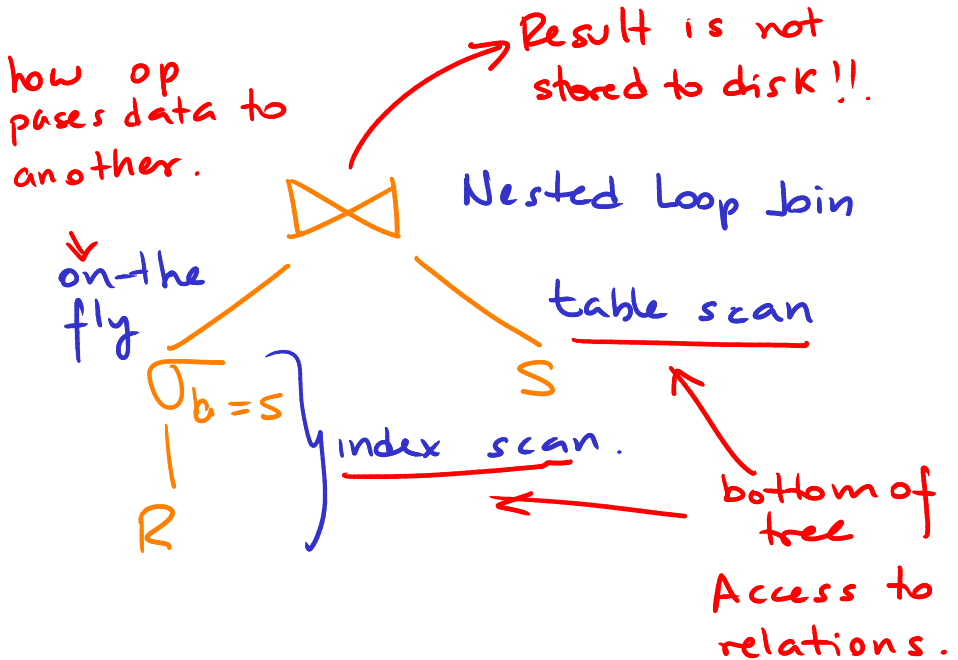 how op
pases data to
another.
Result is not
stored to disk!!
⋈
Nested Loop Join
on-the
fly
table scan
σb=5
S
index scan.
R
bottom of
tree
Access to
relations.